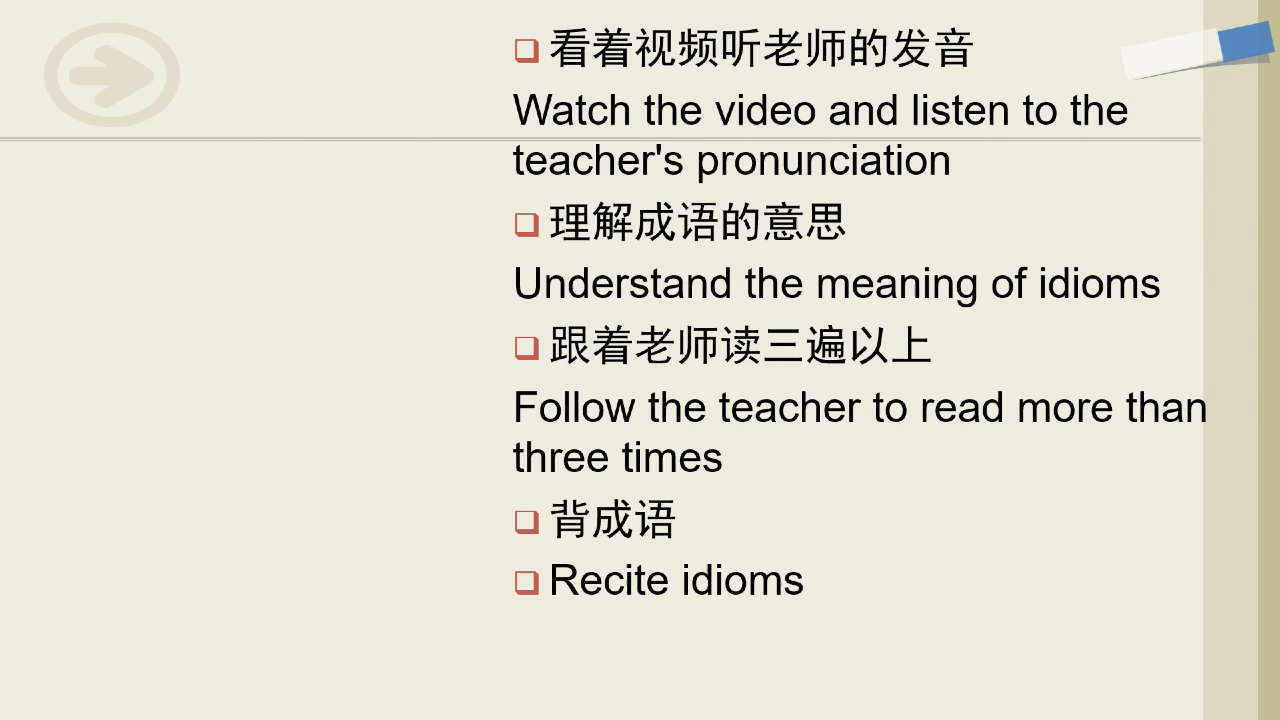 看着视频听老师的发音
Watch the video and listen to the
teacher's pronunciation
理解成语的意思
Understand the meaning of idioms
跟着老师读三遍以上
Follow the teacher to read more than
three times
背成语
Recite idioms